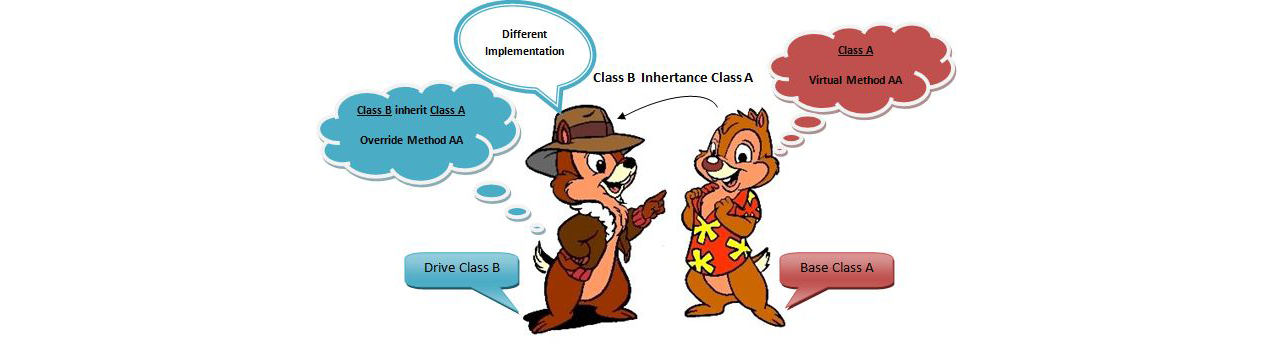 Different
Implementation
Class B Inhertance Class A
Class A
Virtual Method AA
Class B inherit Class A
Override Method AA
Drive Class B
Base Class A